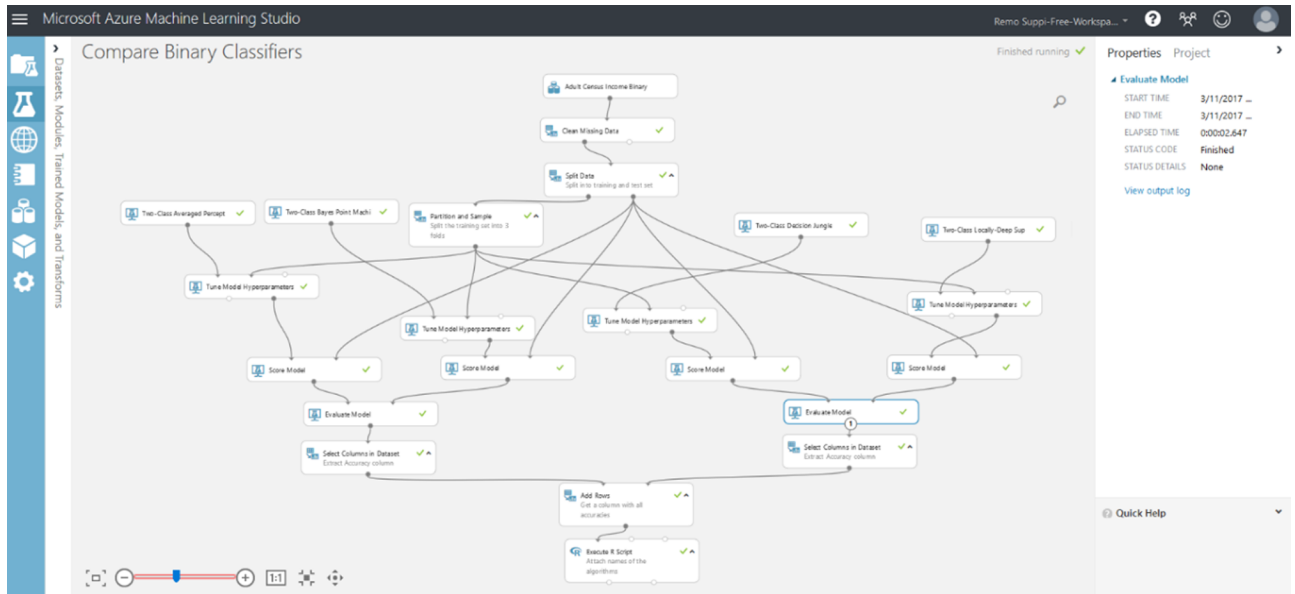 Microsoft Azure Machine Learning Studio
Remo Suppi-Free-Workspa...
?
Datasets, Modules, Trained Models, and Transforms
Compare Binary Classifiers
Finished running
Adult Census Income Binary
Clean Missing Data
Split Data
Split into training and test set
Two-Class Averaged Percept
Two-Class Bayes Point Machi
Partition and Sample
Split the training set into 3
folds
Two-Class Decision Jungle
Two-Class Locally-Deep Sup
Tune Model Hyperparameters
Tune Model Hyperparameters
Tune Model Hyperparameters
Tune Model Hyperparameters
Score Model
Score Model
Score Model
Score Model
Evaluate Model
Evaluate Model
1
Select Columns in Dataset
Extract Accuracy column
Select Columns in Dataset
Extract Accuracy column
Add Rows
Get a column with all
accuracies
Execute R Script
Attach names of the
algorithms
1:1
Properties Project
Evaluate Model
START TIME 3/11/2017 ...
END TIME 3/11/2017 ...
ELAPSED TIME 0:00:02.647
STATUS CODE Finished
STATUS DETAILS None
View output log
Quick Help